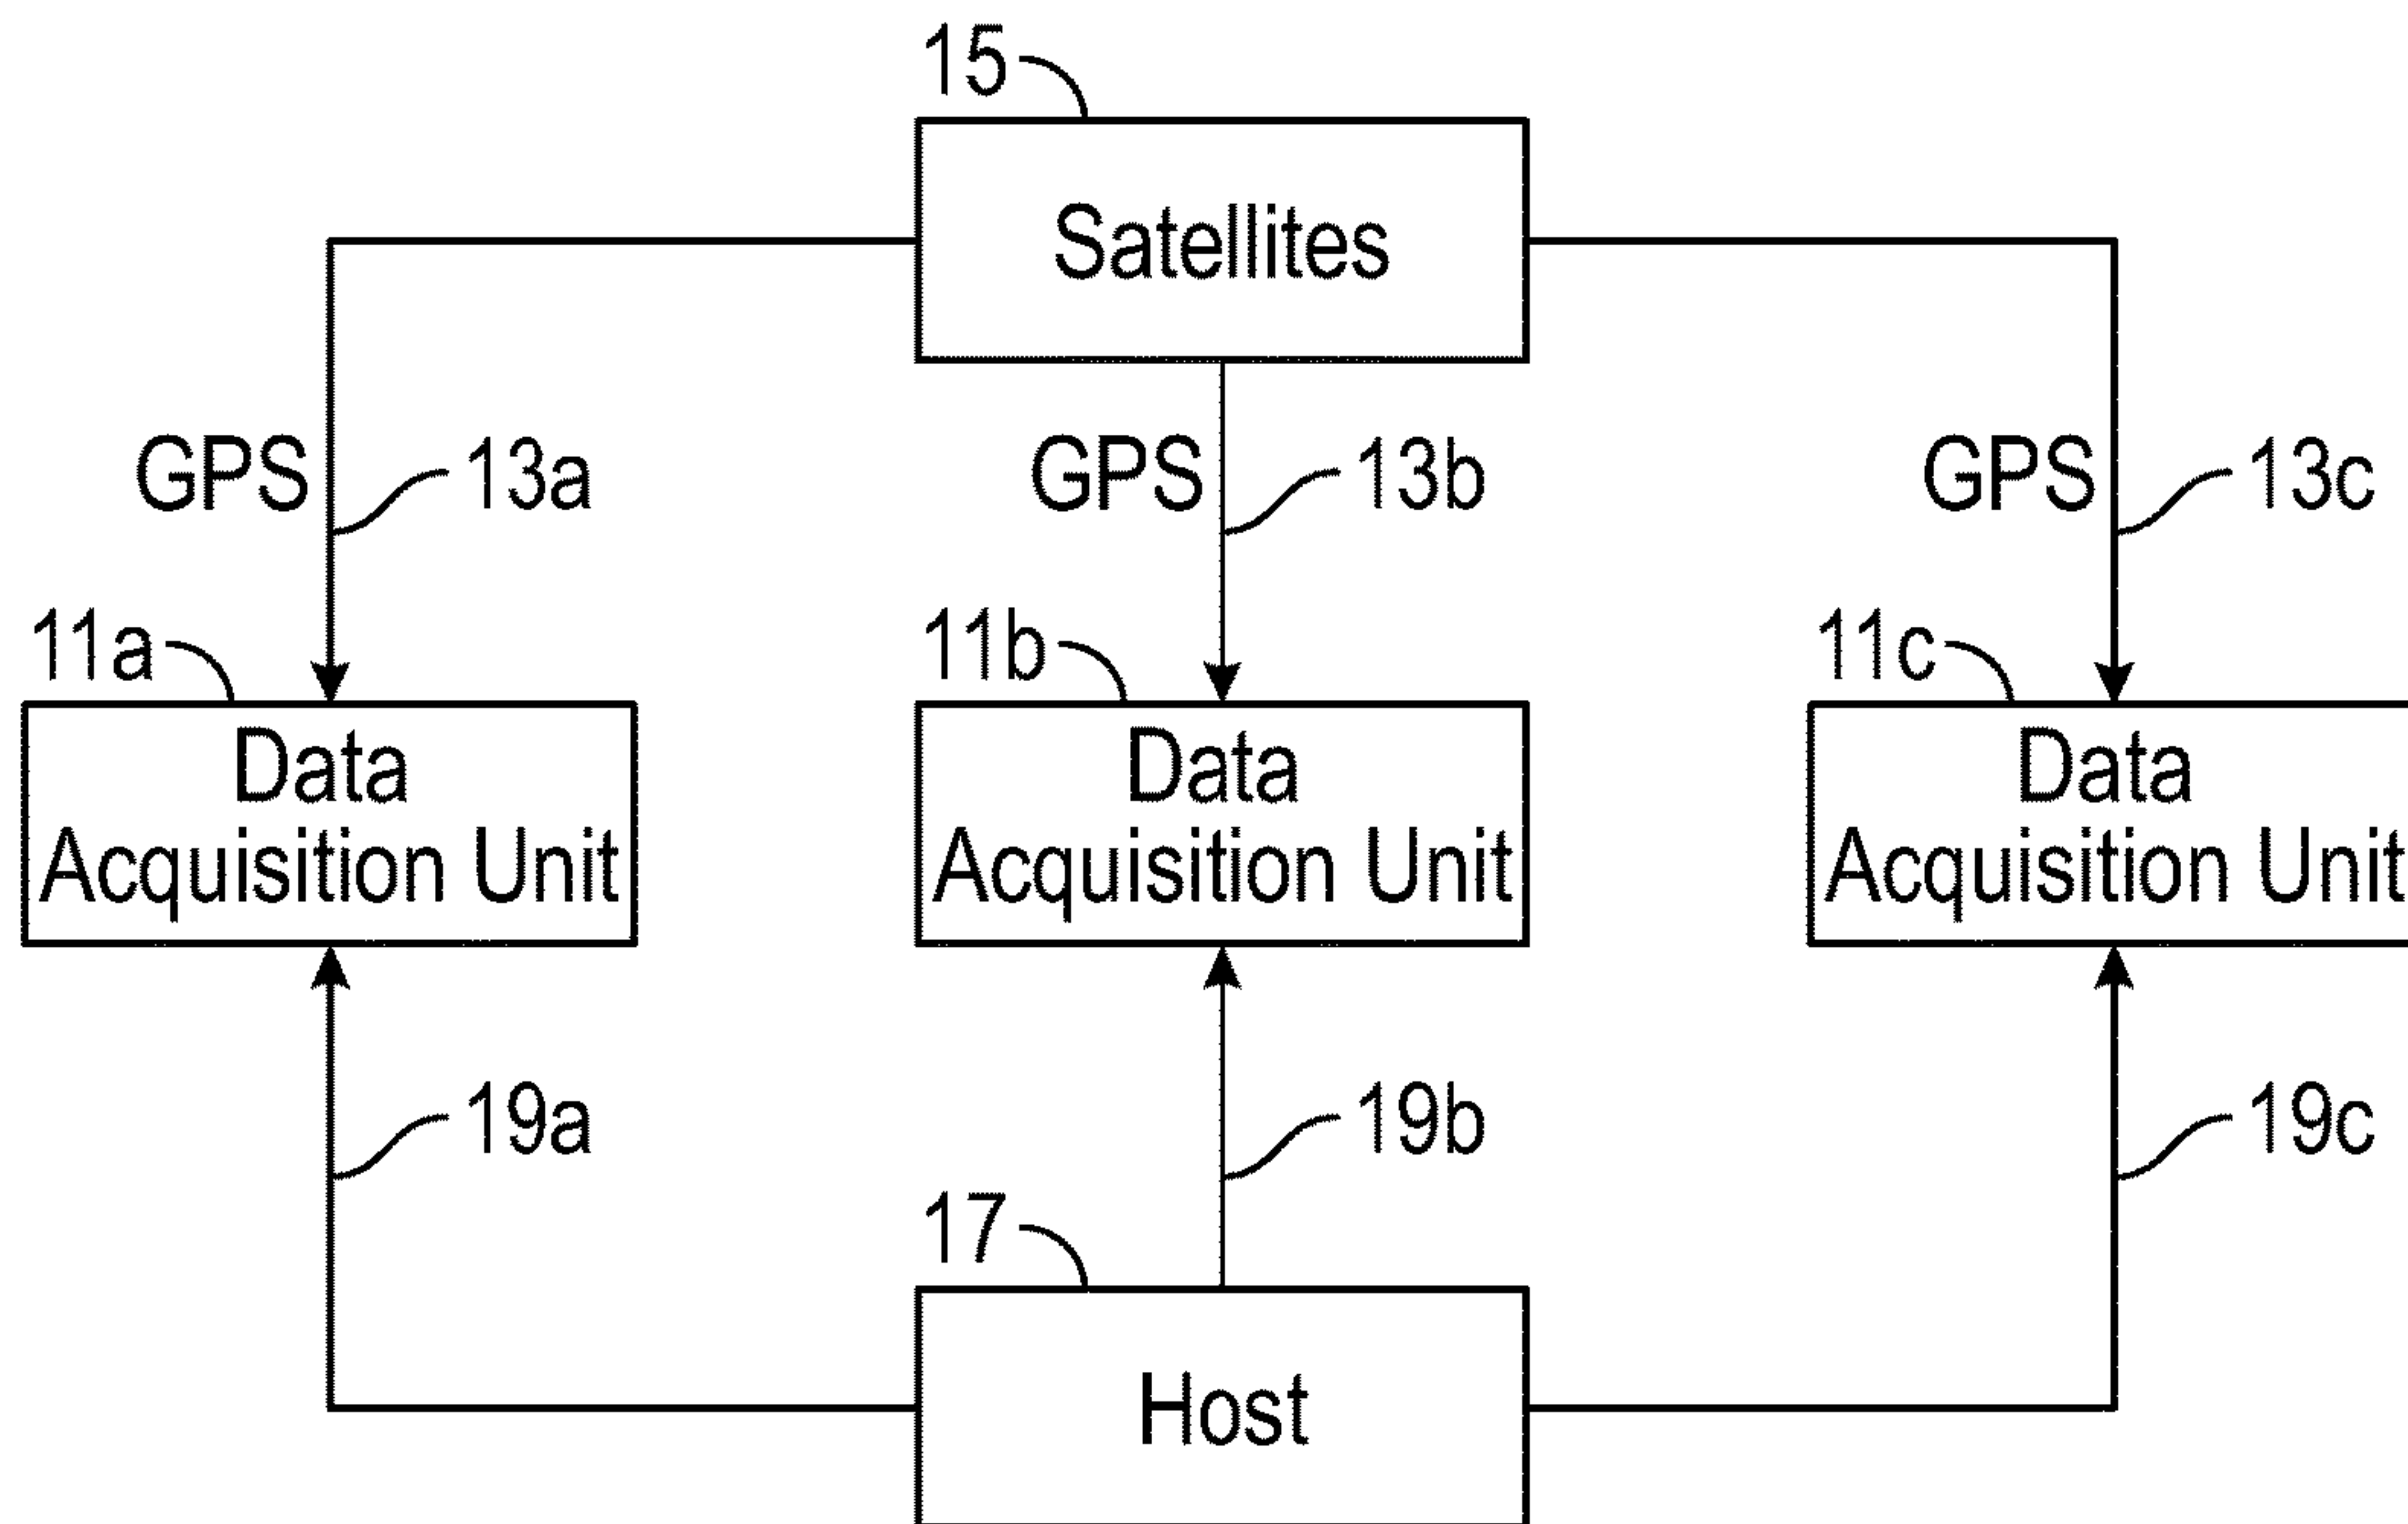 15
Satellites
GPS
13a
GPS
13b
GPS
13c
11a
11b
11c
Data
Acquisition Unit
Data
Acquisition Unit
Data
Acquisition Unit
19a
19b
19c
17
Host